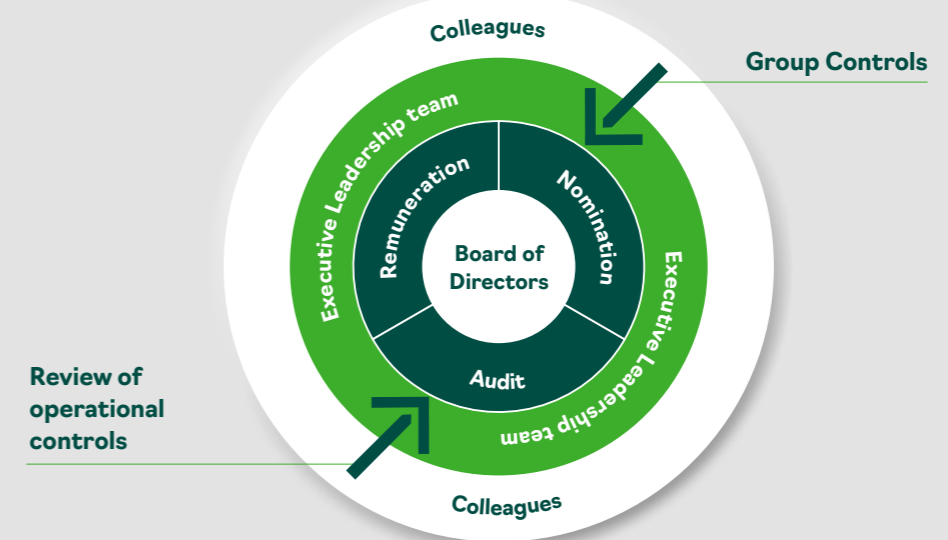 Colleagues
Group Controls
Executive Leadership team
Remuneration
Nomination
Board of
Directors
Executive Leadership team
Audit
Review of
operational
controls
Colleagues